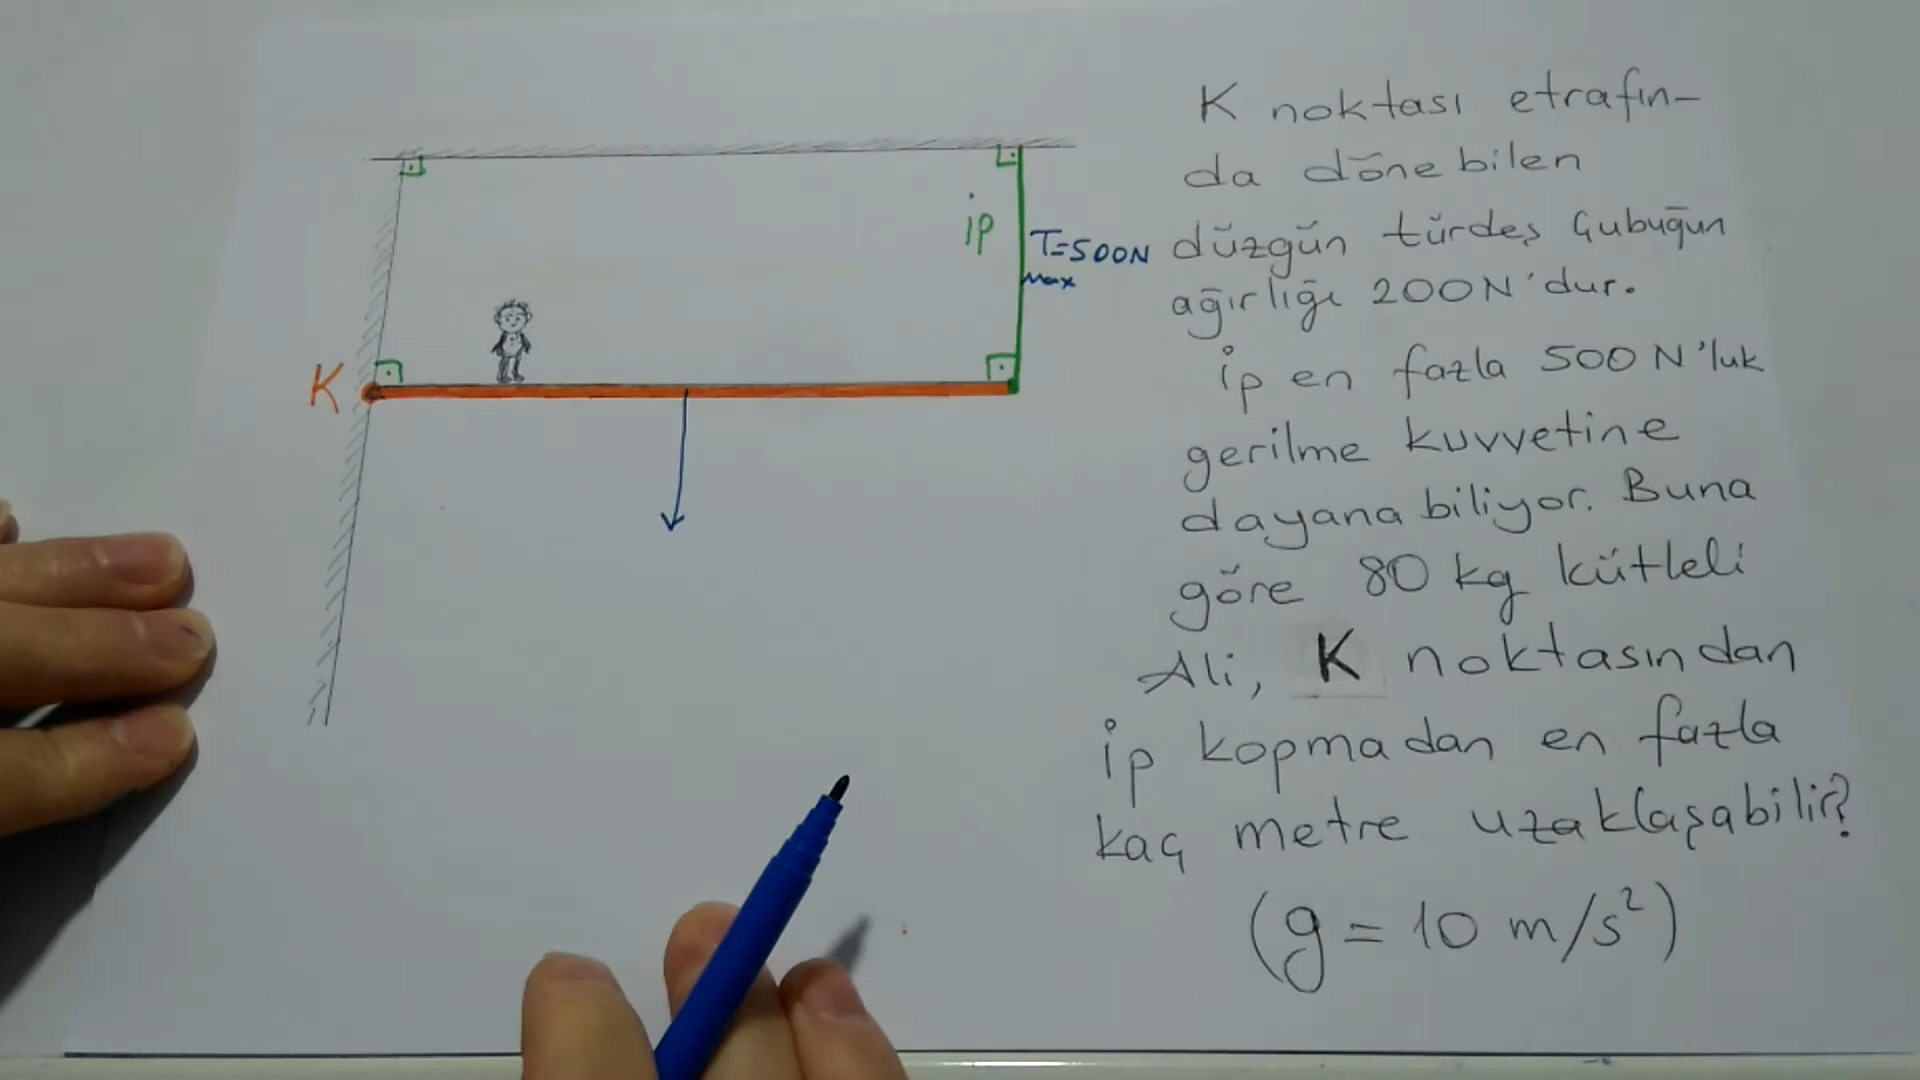 K noktası etrafın-
da dönebilen
düzgün türdeş Çubuğun
ağırlığı 200N'dur.
ip en fazla 500 N'luk
gerilme kuvvetine
dayanabiliyor. Buna
göre 80 kg kütleli
Ali, K noktasından
ip kopmadan en fazla
kaç metre uzaklaşabilir?
(g = 10 m/s²)
ip
T=500N
Max
K